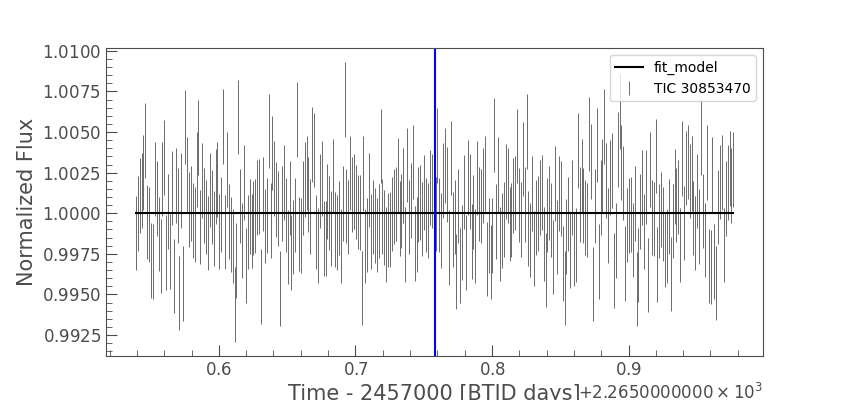 1.0100
1.0075
1.0050
1.0025
1.0000
0.9975
0.9950
0.9925
Normalized Flux
fit_model
TIC 30853470
0.6
0.7
0.8
0.9
Time - 2457000 [BTJD days]
+2.2650000000 × 10³